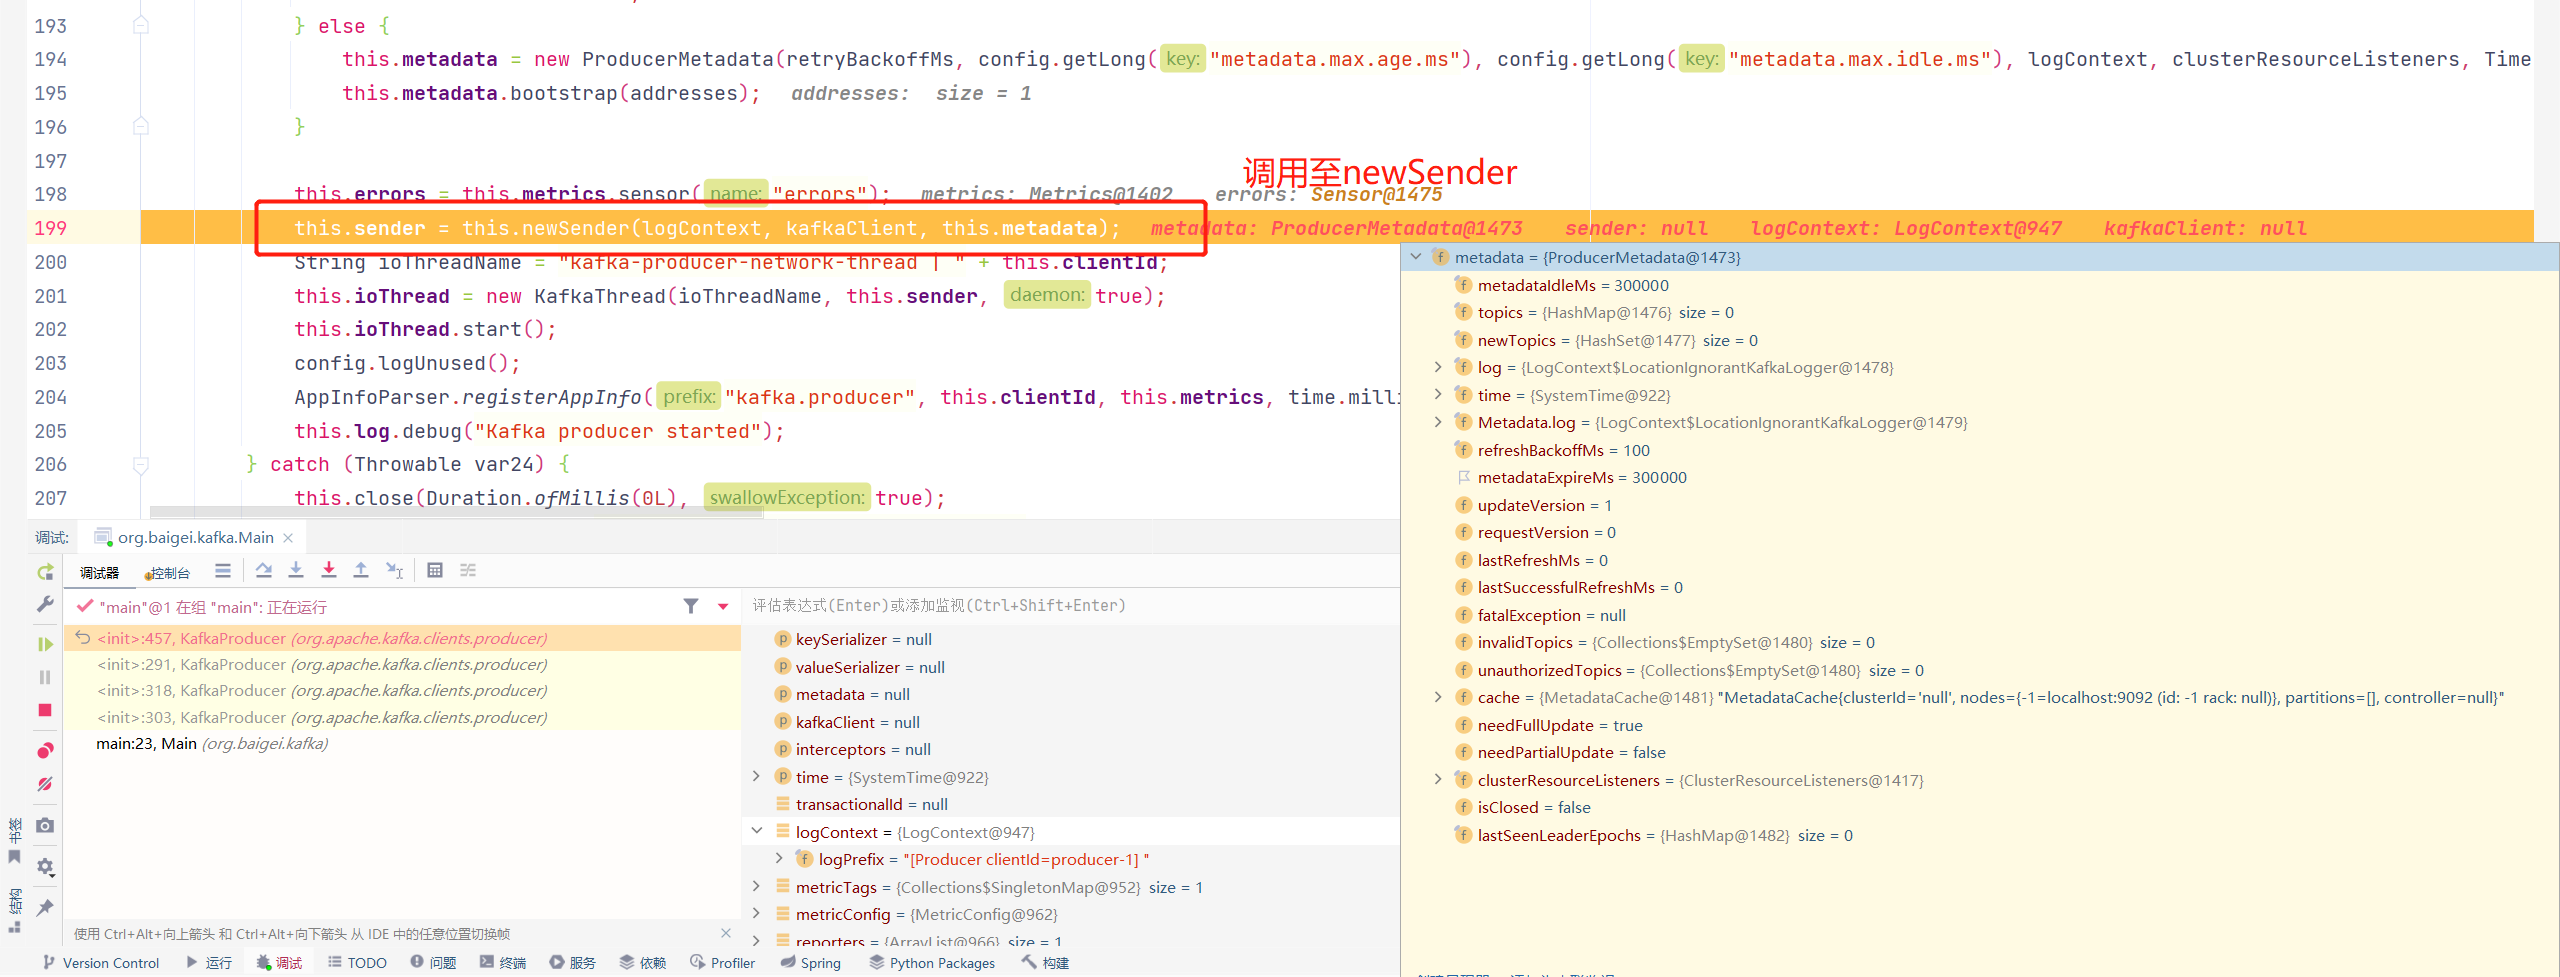 193 } else {
194 this.metadata = new ProducerMetadata(retryBackoffMs, config.getLong( key: "metadata.max.age.ms"), config.getLong( key: "metadata.max.idle.ms"), logContext, clusterResourceListeners, Time
195 this.metadata.bootstrap(addresses); addresses: size = 1
196 }
197
调用至newSender
198 this.errors = this.metrics.sensor( name: "errors"); metrics: Metrics@1402 errors: Sensor@1475
199 this.sender = this.newSender(logContext, kafkaClient, this.metadata); metadata: ProducerMetadata@1473 sender: null logContext: LogContext@947 kafkaClient: null
200 String ioThreadName = "kafka-producer-network-thread | " + this.clientId;
201 this.ioThread = new KafkaThread(ioThreadName, this.sender, daemon: true);
202 this.ioThread.start();
203 config.logUnused();
204 AppInfoParser.registerAppInfo( prefix: "kafka.producer", this.clientId, this.metrics, time.milli
205 this.log.debug("Kafka producer started");
206 } catch (Throwable var24) {
207 this.close(Duration.ofMillis(0L), swallowException: true);
metadata = {ProducerMetadata@1473}
metadataIdleMs = 300000
topics = {HashMap@1476} size = 0
newTopics = {HashSet@1477} size = 0
log = {LogContext$LocationIgnorantKafkaLogger@1478}
time = {SystemTime@922}
Metadata.log = {LogContext$LocationIgnorantKafkaLogger@1479}
refreshBackoffMs = 100
metadataExpireMs = 300000
updateVersion = 1
requestVersion = 0
lastRefreshMs = 0
lastSuccessfulRefreshMs = 0
fatalException = null
invalidTopics = {Collections$EmptySet@1480} size = 0
unauthorizedTopics = {Collections$EmptySet@1480} size = 0
cache = {MetadataCache@1481} "MetadataCache{clusterId='null', nodes={-1=localhost:9092 (id: -1 rack: null)}, partitions=[], controller=null}"
needFullUpdate = true
needPartialUpdate = false
clusterResourceListeners = {ClusterResourceListeners@1417}
isClosed = false
lastSeenLeaderEpochs = {HashMap@1482} size = 0
调试: org.baigei.kafka.Main
调试器 控制台
"main"@1 在组 "main": 正在运行
<init>:457, KafkaProducer (org.apache.kafka.clients.producer)
<init>:291, KafkaProducer (org.apache.kafka.clients.producer)
<init>:318, KafkaProducer (org.apache.kafka.clients.producer)
<init>:303, KafkaProducer (org.apache.kafka.clients.producer)
main:23, Main (org.baigei.kafka)
使用 Ctrl+Alt+向上箭头 和 Ctrl+Alt+向下箭头 从 IDE 中的任意位置切换帧
评估表达式(Enter)或添加监视(Ctrl+Shift+Enter)
keySerializer = null
valueSerializer = null
metadata = null
kafkaClient = null
interceptors = null
time = {SystemTime@922}
transactionalId = null
logContext = {LogContext@947}
logPrefix = "[Producer clientId=producer-1] "
metricTags = {Collections$SingletonMap@952} size = 1
metricConfig = {MetricConfig@962}
reporters = {ArrayList@966} size = 1
书签
结构
Version Control 运行 调试 TODO 问题 终端 服务 依赖 Profiler Spring Python Packages 构建